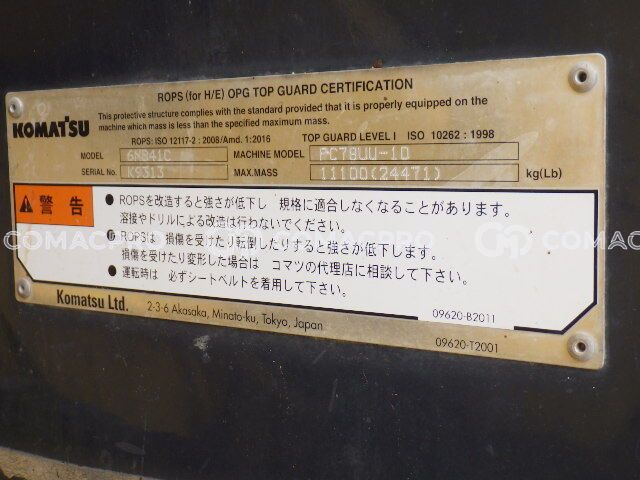 ROPS (for H/E) OPG TOP GUARD CERTIFICATION
KOMATSU
This protective structure complies with the standard provided that it is properly equipped on the
machine which mass is less than the specified maximum mass.
ROPS: ISO 12117-2 : 2008/Amd. 1:2016 TOP GUARD LEVEL I ISO 10262 : 1998
MODEL 6NB41C MACHINE MODEL PC78UU-10
SERIAL No. K9313 MAX.MASS 11100(24471) kg(Lb)
警告
● ROPSを改造すると強さが低下し 規格に適合しなくなることがあります。
溶接やドリルによる改造は行わないでください。
● ROPSは 損傷を受けたり転倒したりすると強さが低下します。
損傷を受けたり変形した場合は コマツの代理店に相談して下さい。
● 運転時は 必ずシートベルトを着用して下さい。
09620-B2011
Komatsu Ltd. 2-3-6 Akasaka, Minato-ku, Tokyo, Japan
09620-T2001
COMACPRO COMACPRO COMACPRO